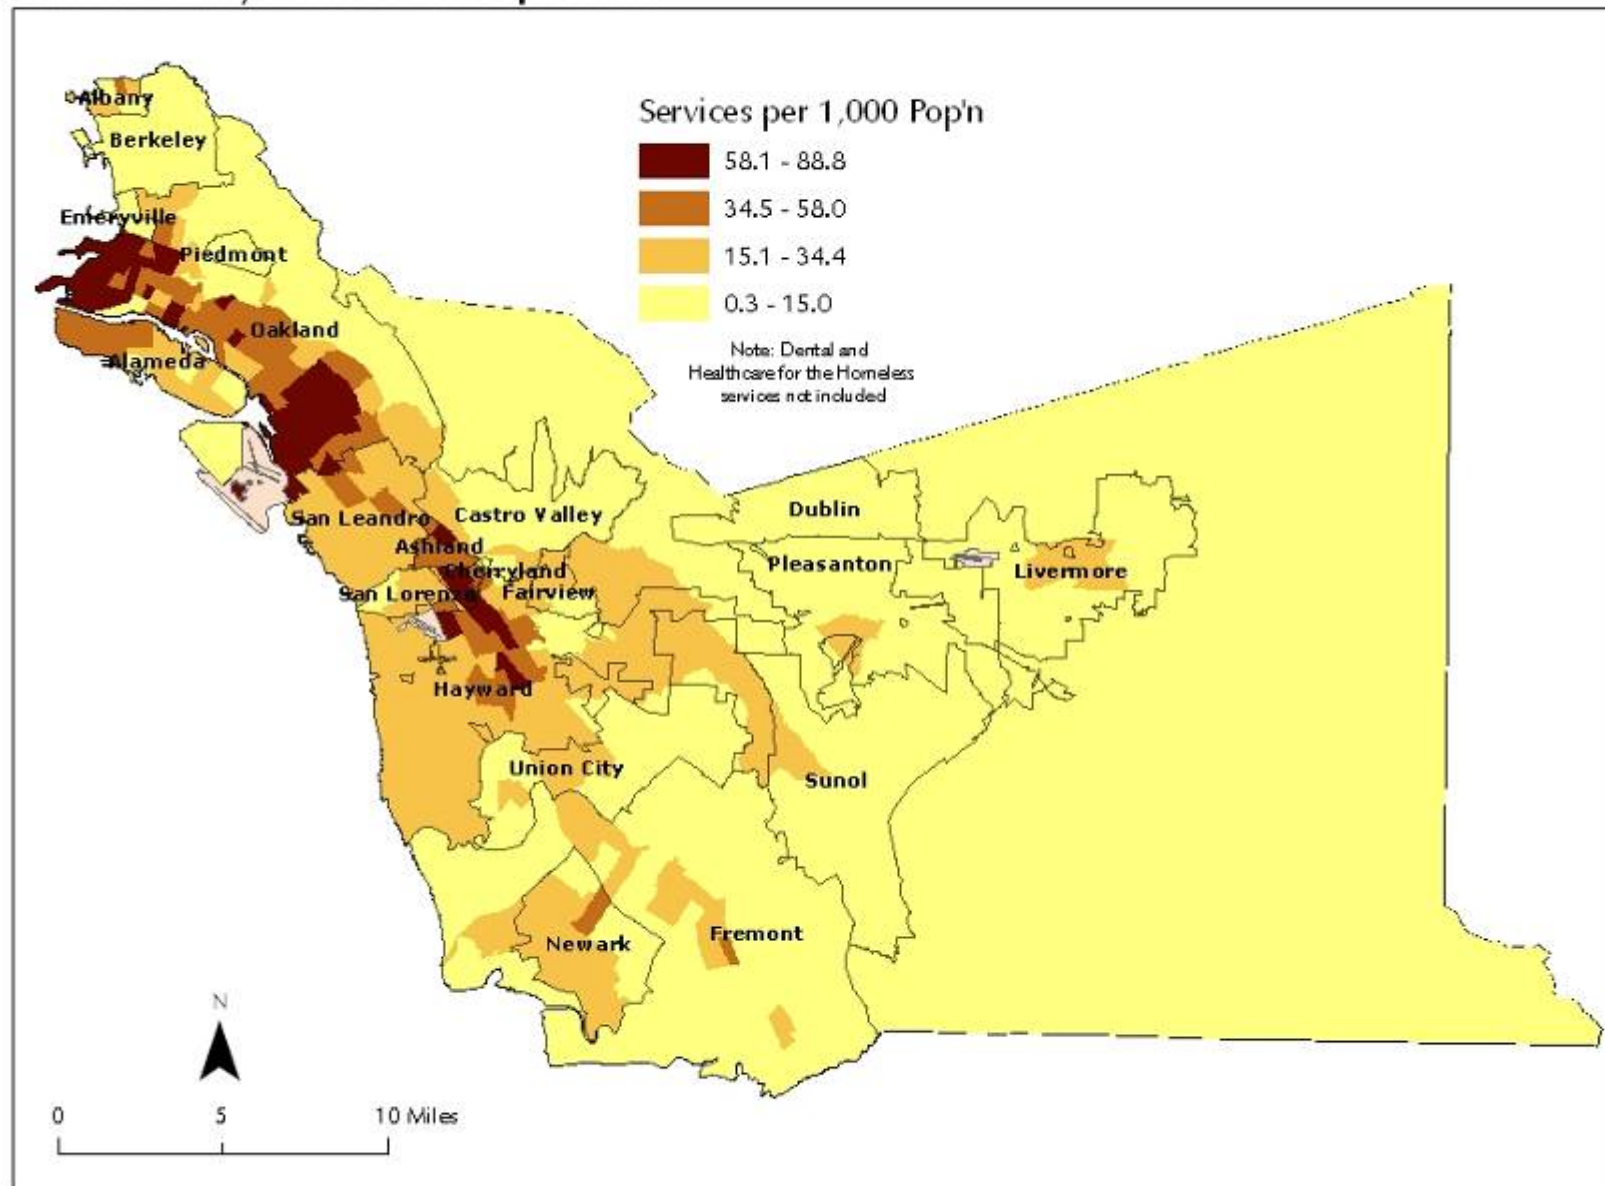 Albany
Berkeley
Emeryville
Piedmont
Oakland
Alameda
Services per 1,000 Pop'n
58.1 - 88.8
34.5 - 58.0
15.1 - 34.4
0.3 - 15.0
Note: Dental and
Healthcare for the Homeless
services not included
San Leandro
Castro Valley
Dublin
Ashland
Cherryland
Pleasanton
Livermore
San Lorenzo
Fairview
Hayward
Union City
Sunol
Newark
Fremont
N
0 5 10 Miles